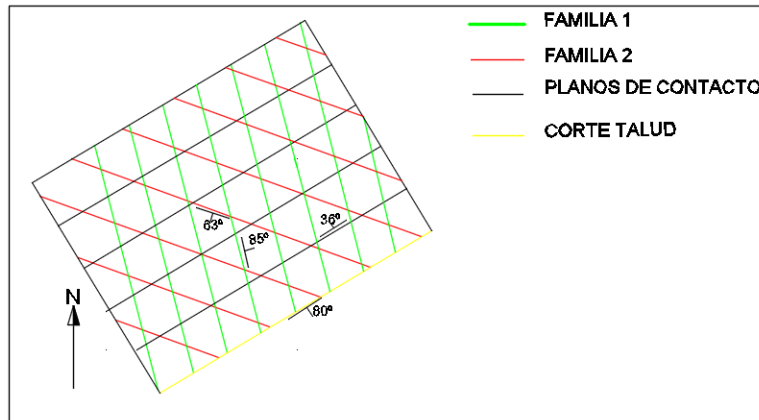 FAMILIA 1
FAMILIA 2
PLANOS DE CONTACTO
CORTE TALUD
63º
36º
85º
80º
N